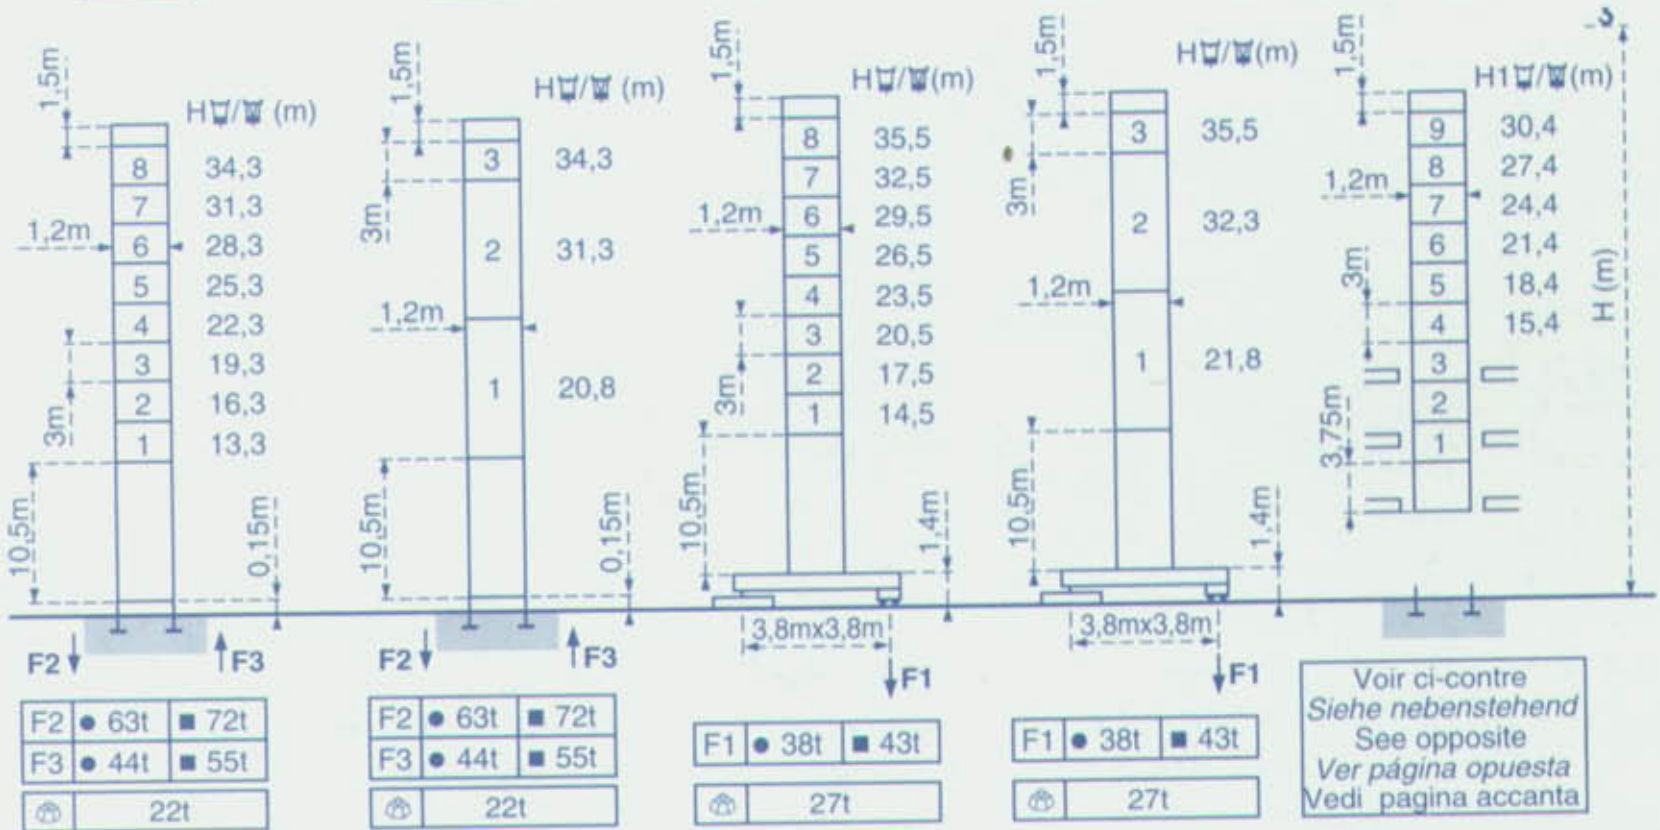 1,5m
H / (m)
8 34,3
7 31,3
1,2m 6 28,3
5 25,3
4 22,3
3 19,3
3m 2 16,3
1 13,3
10,5m
0,15m
F2 F3
F2 ● 63t ■ 72t
F3 ● 44t ■ 55t
22t
1,5m
H / (m)
3 34,3
3m
2 31,3
1,2m
1 20,8
10,5m
0,15m
F2 F3
F2 ● 63t ■ 72t
F3 ● 44t ■ 55t
22t
1,5m
H / (m)
8 35,5
7 32,5
1,2m 6 29,5
5 26,5
4 23,5
3 20,5
3m 2 17,5
1 14,5
10,5m
1,4m
3,8mx3,8m
F1
F1 ● 38t ■ 43t
27t
1,5m
H / (m)
3 35,5
3m
2 32,3
1,2m
1 21,8
10,5m
1,4m
3,8mx3,8m
F1
F1 ● 38t ■ 43t
27t
1,5m
H1 / (m)
9 30,4
8 27,4
1,2m 7 24,4
6 21,4
3m 5 18,4
4 15,4
3
2
3,75m 1
H (m)
Voir ci-contre
Siehe nebenstehend
See opposite
Ver página opuesta
Vedi pagina accanta